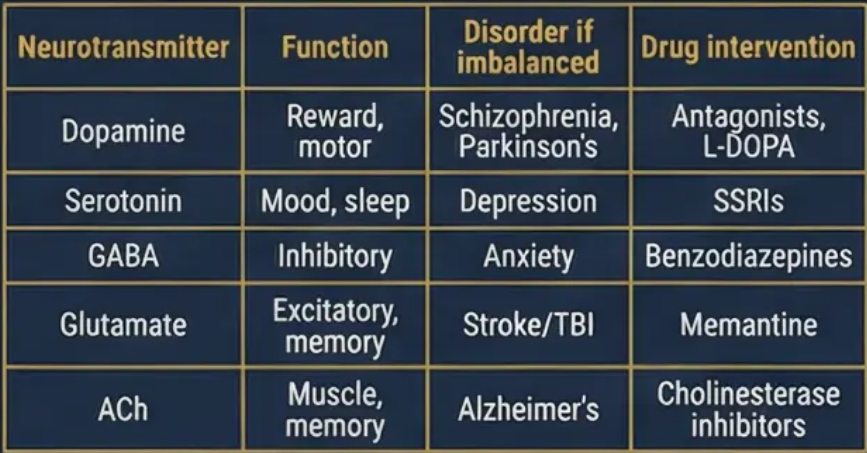 Neurotransmitter
Function
Disorder if
imbalanced
Drug intervention
Dopamine
Reward,
motor
Schizophrenia,
Parkinson's
Antagonists,
L-DOPA
Serotonin
Mood, sleep
Depression
SSRIs
GABA
Inhibitory
Anxiety
Benzodiazepines
Glutamate
Excitatory,
memory
Stroke/TBI
Memantine
ACh
Muscle,
memory
Alzheimer's
Cholinesterase
inhibitors